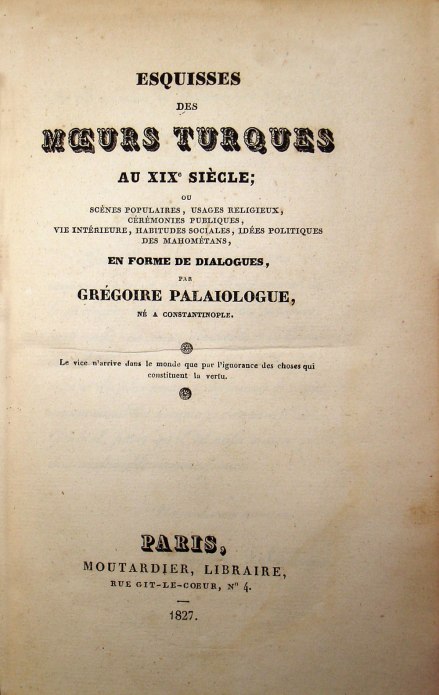 ESQUISSES
DES
MŒURS TURQUES
AU XIXᵉ SIÈCLE;
OU
SCÈNES POPULAIRES, USAGES RELIGIEUX,
CÉRÉMONIES PUBLIQUES,
VIE INTÉRIEURE, HABITUDES SOCIALES, IDÉES POLITIQUES
DES MAHOMÉTANS,
EN FORME DE DIALOGUES,
PAR
GRÉGOIRE PALAIOLOGUE,
NÉ A CONSTANTINOPLE.
Le vice n'arrive dans le monde que par l'ignorance des choses qui
constituent la vertu.
PARIS,
MOUTARDIER, LIBRAIRE,
RUE GIT-LE-COEUR, Nº 4.
1827.